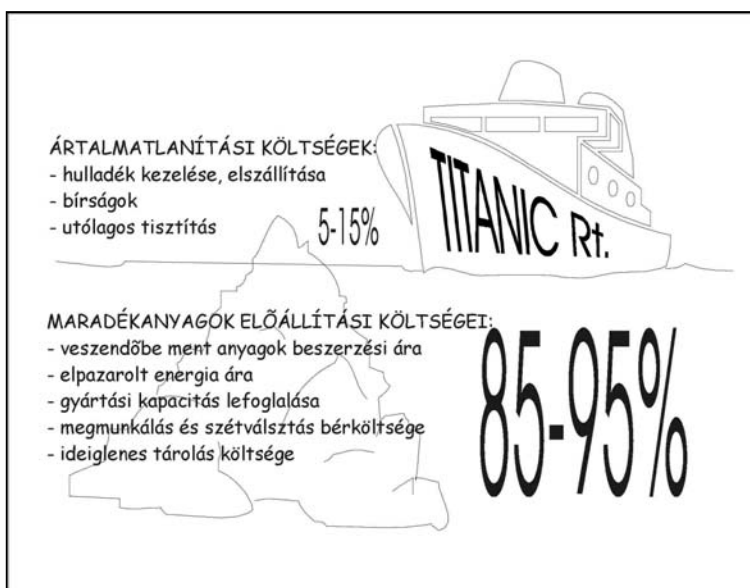 ÁRTALMATLANÍTÁSI KÖLTSÉGEK:
- hulladék kezelése, elszállítása
- bírságok
- utólagos tisztítás
5-15%
TITANIC Rt.
MARADÉKANYAGOK ELŐÁLLÍTÁSI KÖLTSÉGEI:
- veszendőbe ment anyagok beszerzési ára
- elpazarolt energia ára
- gyártási kapacitás lefoglalása
- megmunkálás és szétválsztás bérköltsége
- ideiglenes tárolás költsége
85-95%